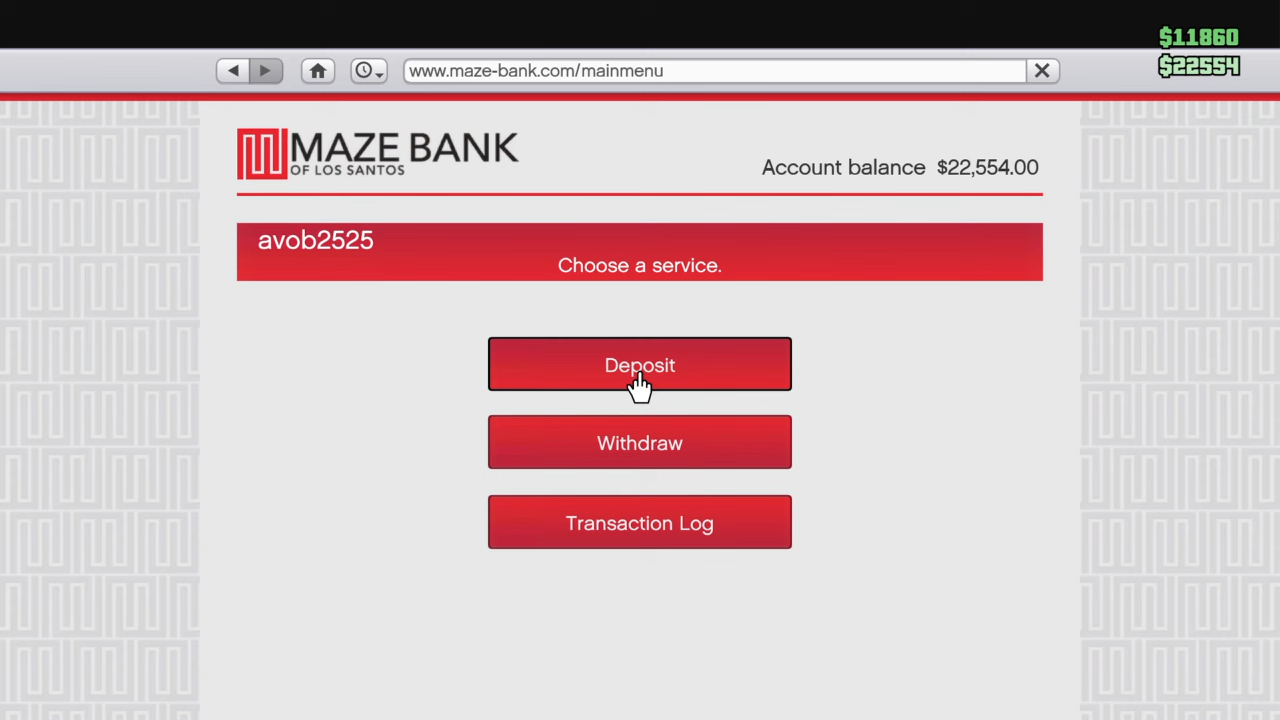 $11860
$22554
www.maze-bank.com/mainmenu
MAZE BANK
OF LOS SANTOS
Account balance $22,554.00
avob2525
Choose a service.
Deposit
Withdraw
Transaction Log